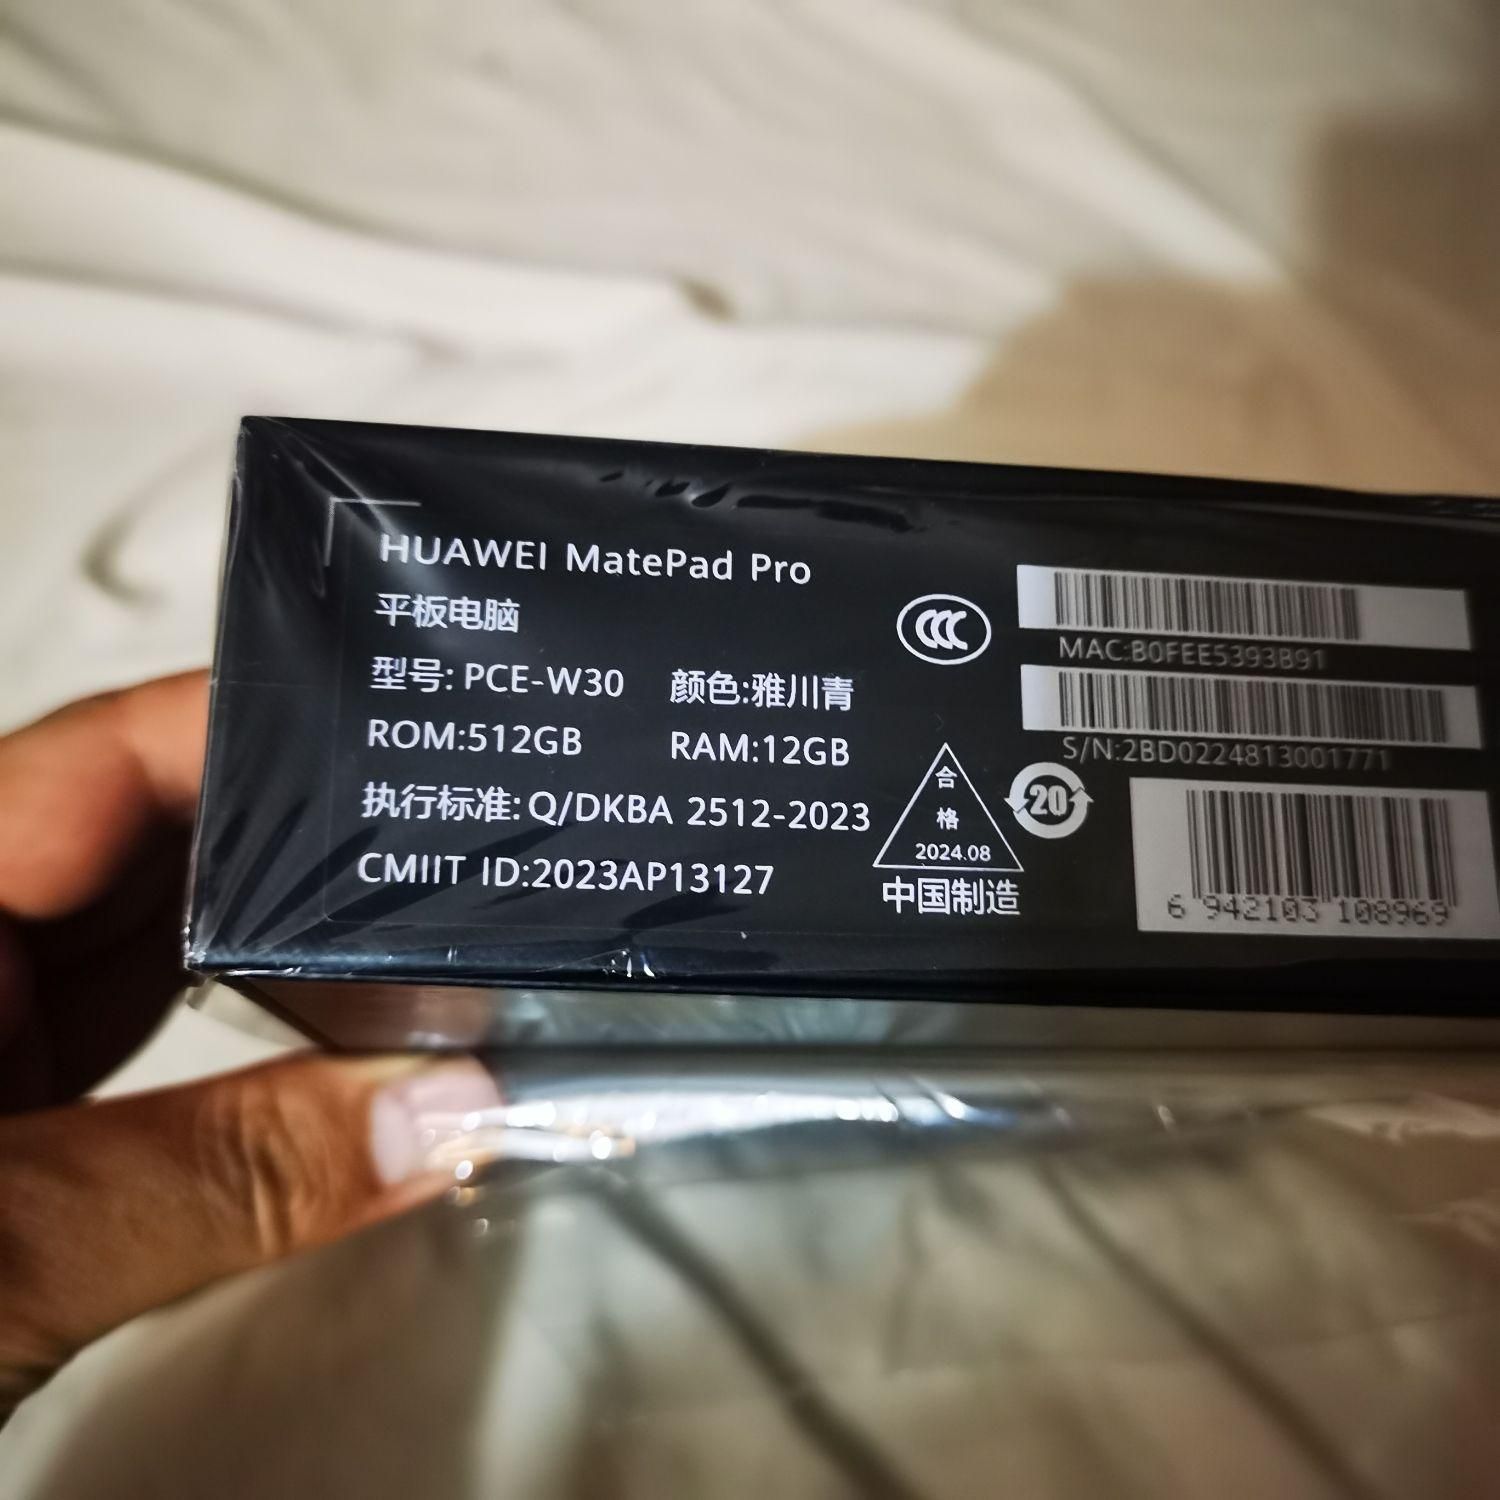 HUAWEI MatePad Pro
平板电脑
型号: PCE-W30 颜色:雅川青
ROM:512GB RAM:12GB
执行标准: Q/DKBA 2512-2023
CMIIT ID:2023AP13127
合
格
2024.08
中国制造
20
MAC:B0FEE5393B91
S/N:2BD0224813001771
6 942103 108969